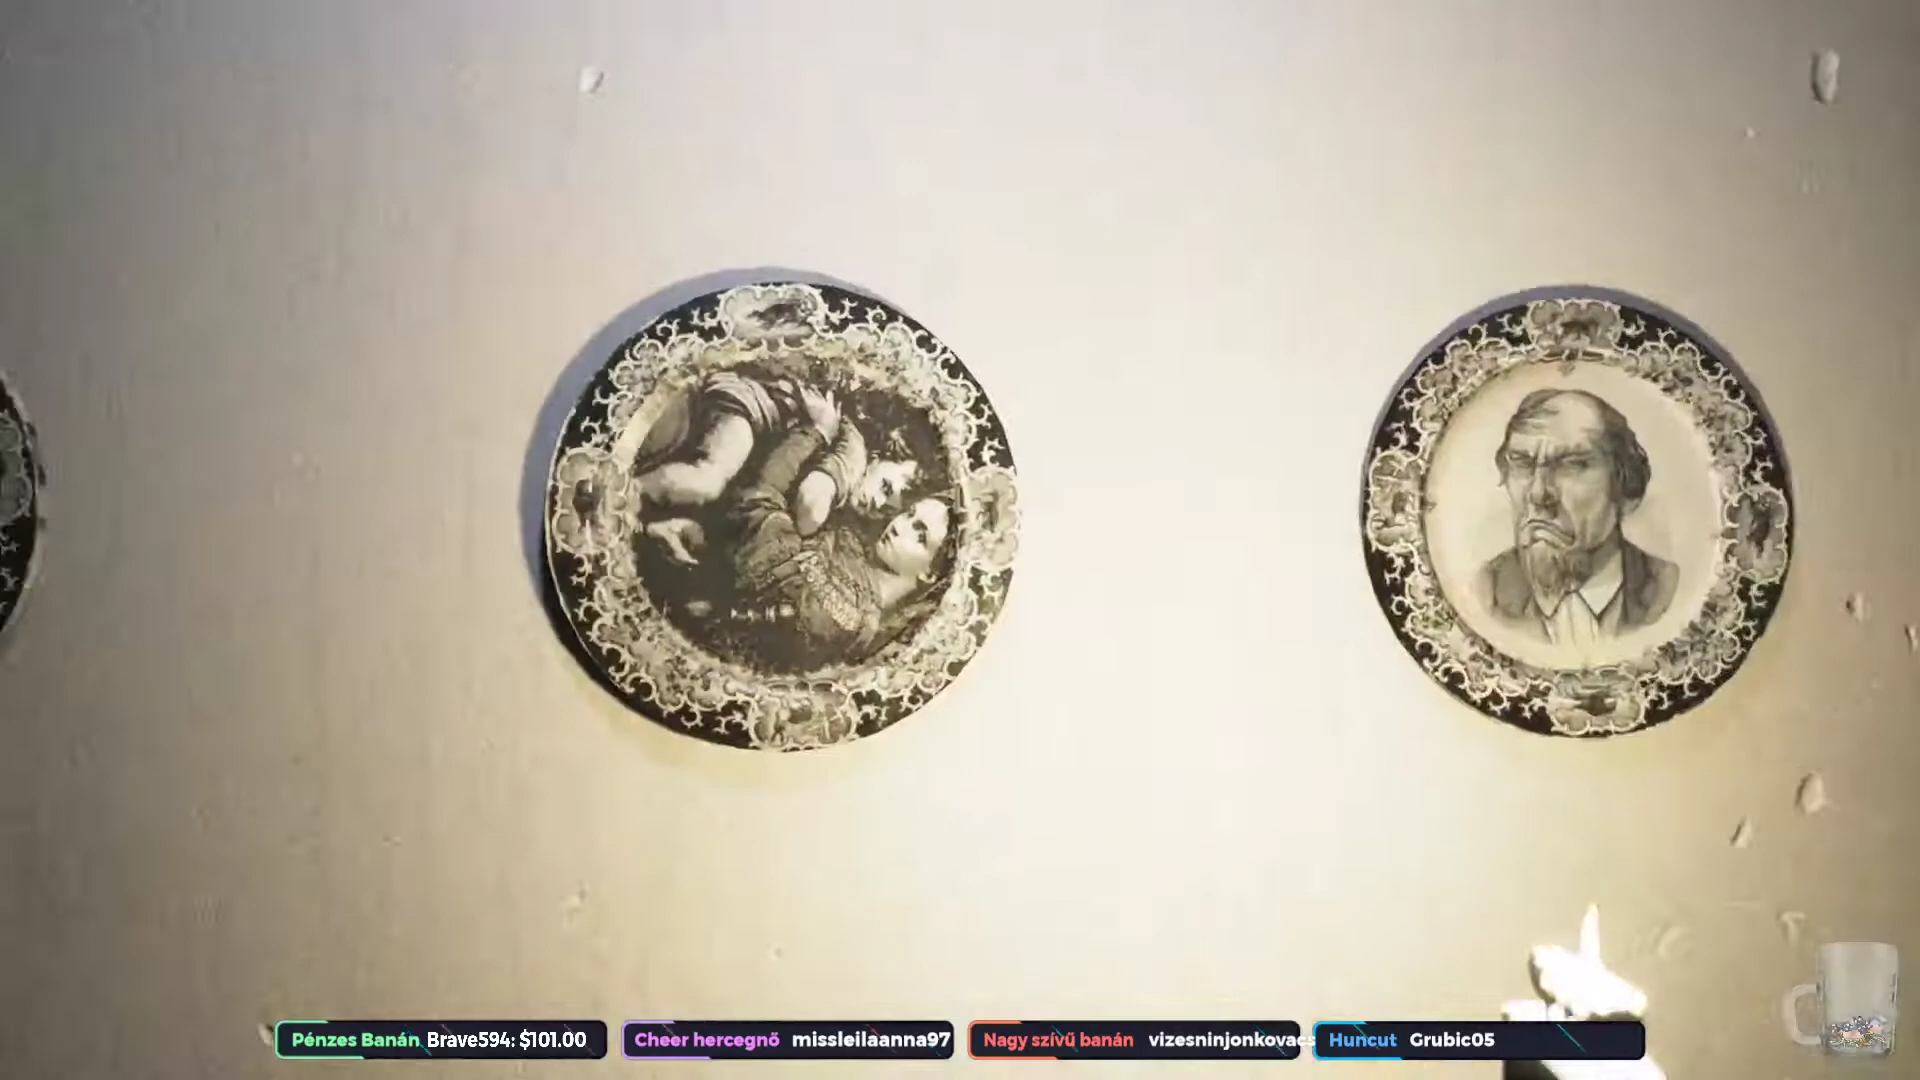 Pénzes Banán Brave594: $101.00
Cheer hercegnő missleilaanna97
Nagy szívű banán vizesninjonkovacs
Huncut Grubic05